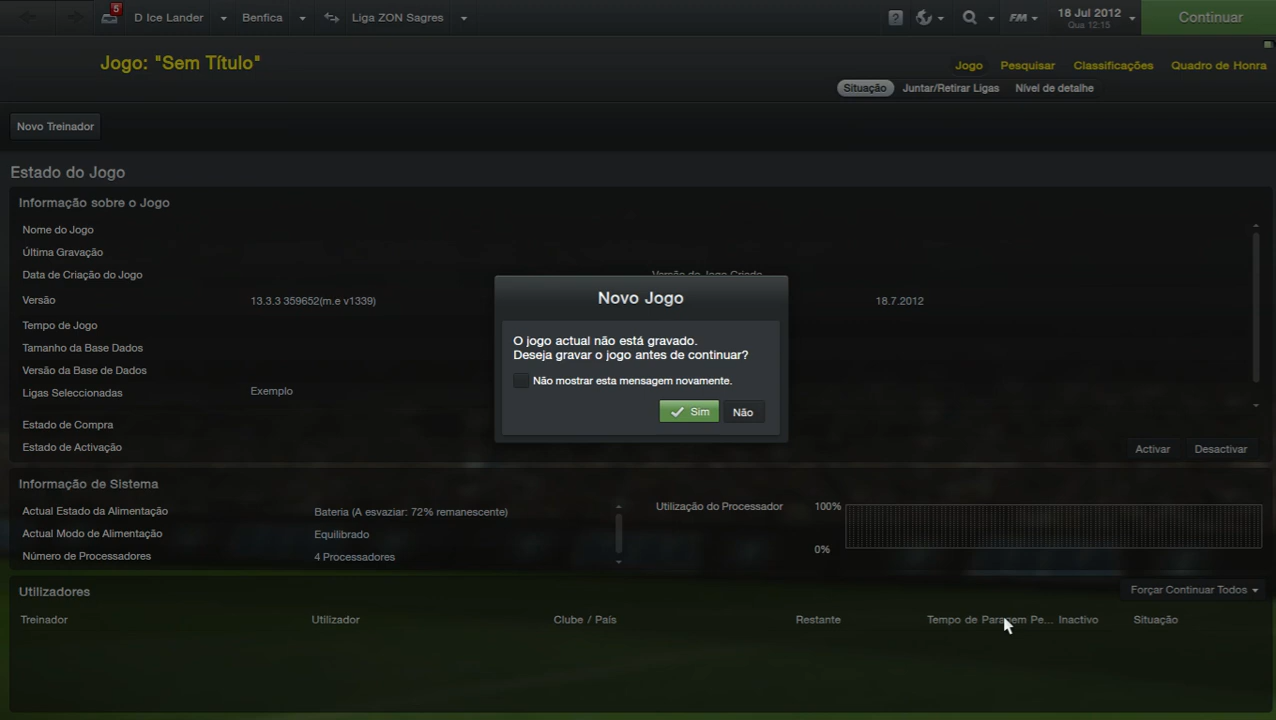 5 D Ice Lander Benfica Liga ZON Sagres ? FM 18 Jul 2012 Continuar
Qua 12:15
Jogo: "Sem Título" Jogo Pesquisar Classificações Quadro de Honra
Situação Juntar/Retirar Ligas Nível de detalhe
Novo Treinador
Estado do Jogo
Informação sobre o Jogo
Nome do Jogo
Última Gravação
Data de Criação do Jogo Versão do Jogo Criado
Versão 13.3.3 359652(m.e v1339) 18.7.2012
Tempo de Jogo
Tamanho da Base Dados
Versão da Base de Dados
Ligas Seleccionadas Exemplo
Estado de Compra
Estado de Activação Activar Desactivar
Novo Jogo
O jogo actual não está gravado.
Deseja gravar o jogo antes de continuar?
Não mostrar esta mensagem novamente.
Sim Não
Informação de Sistema
Actual Estado da Alimentação Bateria (A esvaziar: 72% remanescente)
Actual Modo de Alimentação Equilibrado
Número de Processadores 4 Processadores
Utilização do Processador 100%
0%
Utilizadores Forçar Continuar Todos
Treinador Utilizador Clube / País Restante Tempo de Paragem Pe... Inactivo Situação